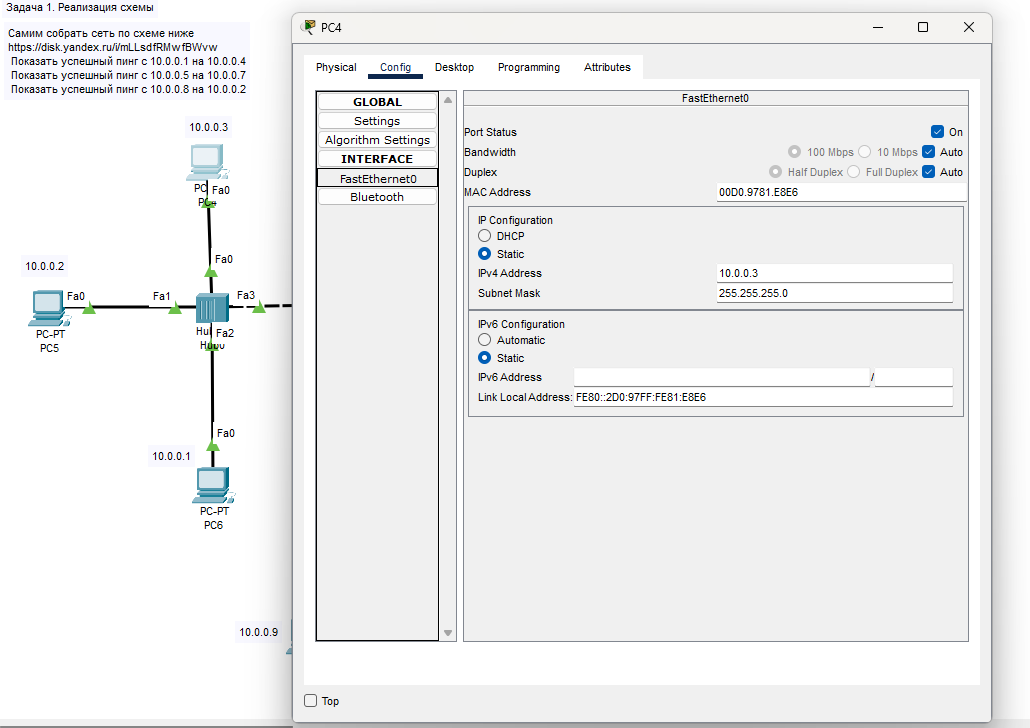 Задача 1. Реализация схемы
Самим собрать сеть по схеме ниже
https://disk.yandex.ru/i/mLLsdfRMwfBWvw
Показать успешный пинг с 10.0.0.1 на 10.0.0.4
Показать успешный пинг с 10.0.0.5 на 10.0.0.7
Показать успешный пинг с 10.0.0.8 на 10.0.0.2
10.0.0.3
Fa0
Fa0
10.0.0.2
Fa0
Fa1
Fa3
PC-PT
PC5
Fa2
Fa0
10.0.0.1
PC-PT
PC6
10.0.0.9
PC4
Physical
Config
Desktop
Programming
Attributes
GLOBAL
Settings
Algorithm Settings
INTERFACE
FastEthernet0
Bluetooth
FastEthernet0
Port Status
On
Bandwidth
100 Mbps
10 Mbps
Auto
Duplex
Half Duplex
Full Duplex
Auto
MAC Address
00D0.9781.E8E6
IP Configuration
DHCP
Static
IPv4 Address
10.0.0.3
Subnet Mask
255.255.255.0
IPv6 Configuration
Automatic
Static
IPv6 Address
/
Link Local Address:
FE80::2D0:97FF:FE81:E8E6
Top